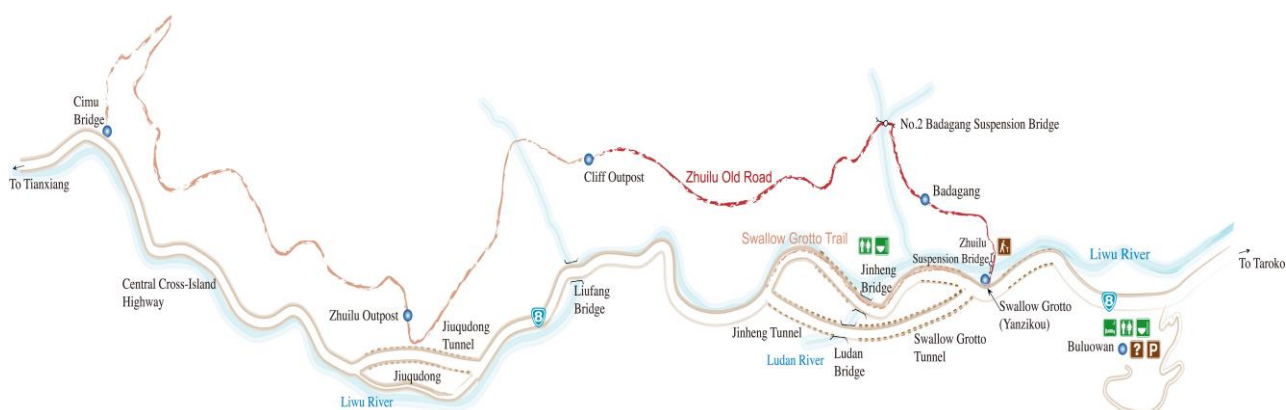 Cimu
Bridge
To Tianxiang
Central Cross-Island
Highway
Zhuilu Outpost
Jiuqudong
Tunnel
Jiuqudong
Liwu River
8
Liufang
Bridge
Cliff Outpost
Zhuilu Old Road
No.2 Badagang Suspension Bridge
Badagang
Swallow Grotto Trail
Jinheng
Bridge
Zhuilu
Suspension Bridge
Liwu River
To Taroko
Swallow Grotto
(Yanzikou)
Jinheng Tunnel
Ludan River
Ludan
Bridge
Swallow Grotto
Tunnel
8
Buluowan
? P